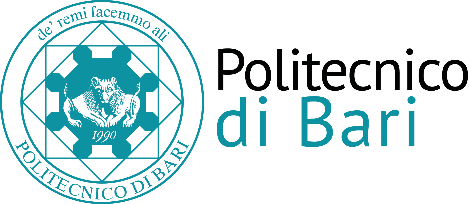 de' remi facemmo ali
1990
POLITECNICO DI BARI
Politecnico
di Bari